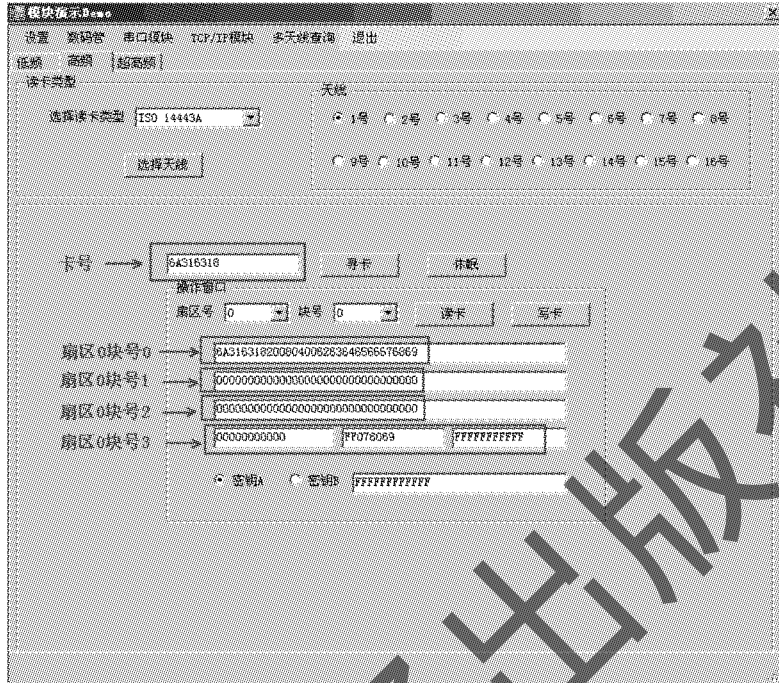 模块演示Demo
设置 数码管 串口模块 TCP/IP模块 多天线查询 退出
低频 高频 超高频
读卡类型
天线
选择读卡类型 ISO 14443A
1号 2号 3号 4号 5号 6号 7号 8号
选择天线
9号 10号 11号 12号 13号 14号 15号 16号
卡号 6A316318 寻卡 休眠
操作窗口
扇区号 0 块号 0 读卡 写卡
扇区0块号0 6A316318200804006263646566676869
扇区0块号1 00000000000000000000000000000000
扇区0块号2 00000000000000000000000000000000
扇区0块号3 00000000000 FF078069 FFFFFFFFFFF
密钥A 密钥B FFFFFFFFFFFF
出版